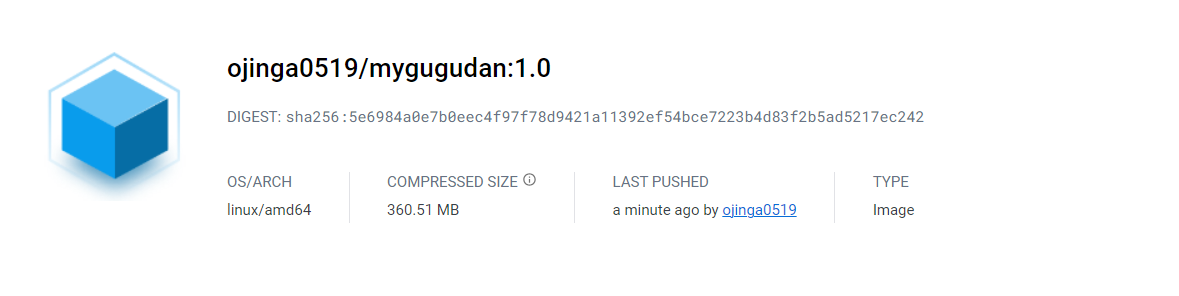 ojinga0519/mygugudan:1.0
DIGEST: sha256:5e6984a0e7b0eec4f97f78d9421a11392ef54bce7223b4d83f2b5ad5217ec242
OS/ARCH
linux/amd64
COMPRESSED SIZE
360.51 MB
LAST PUSHED
a minute ago by ojinga0519
TYPE
Image